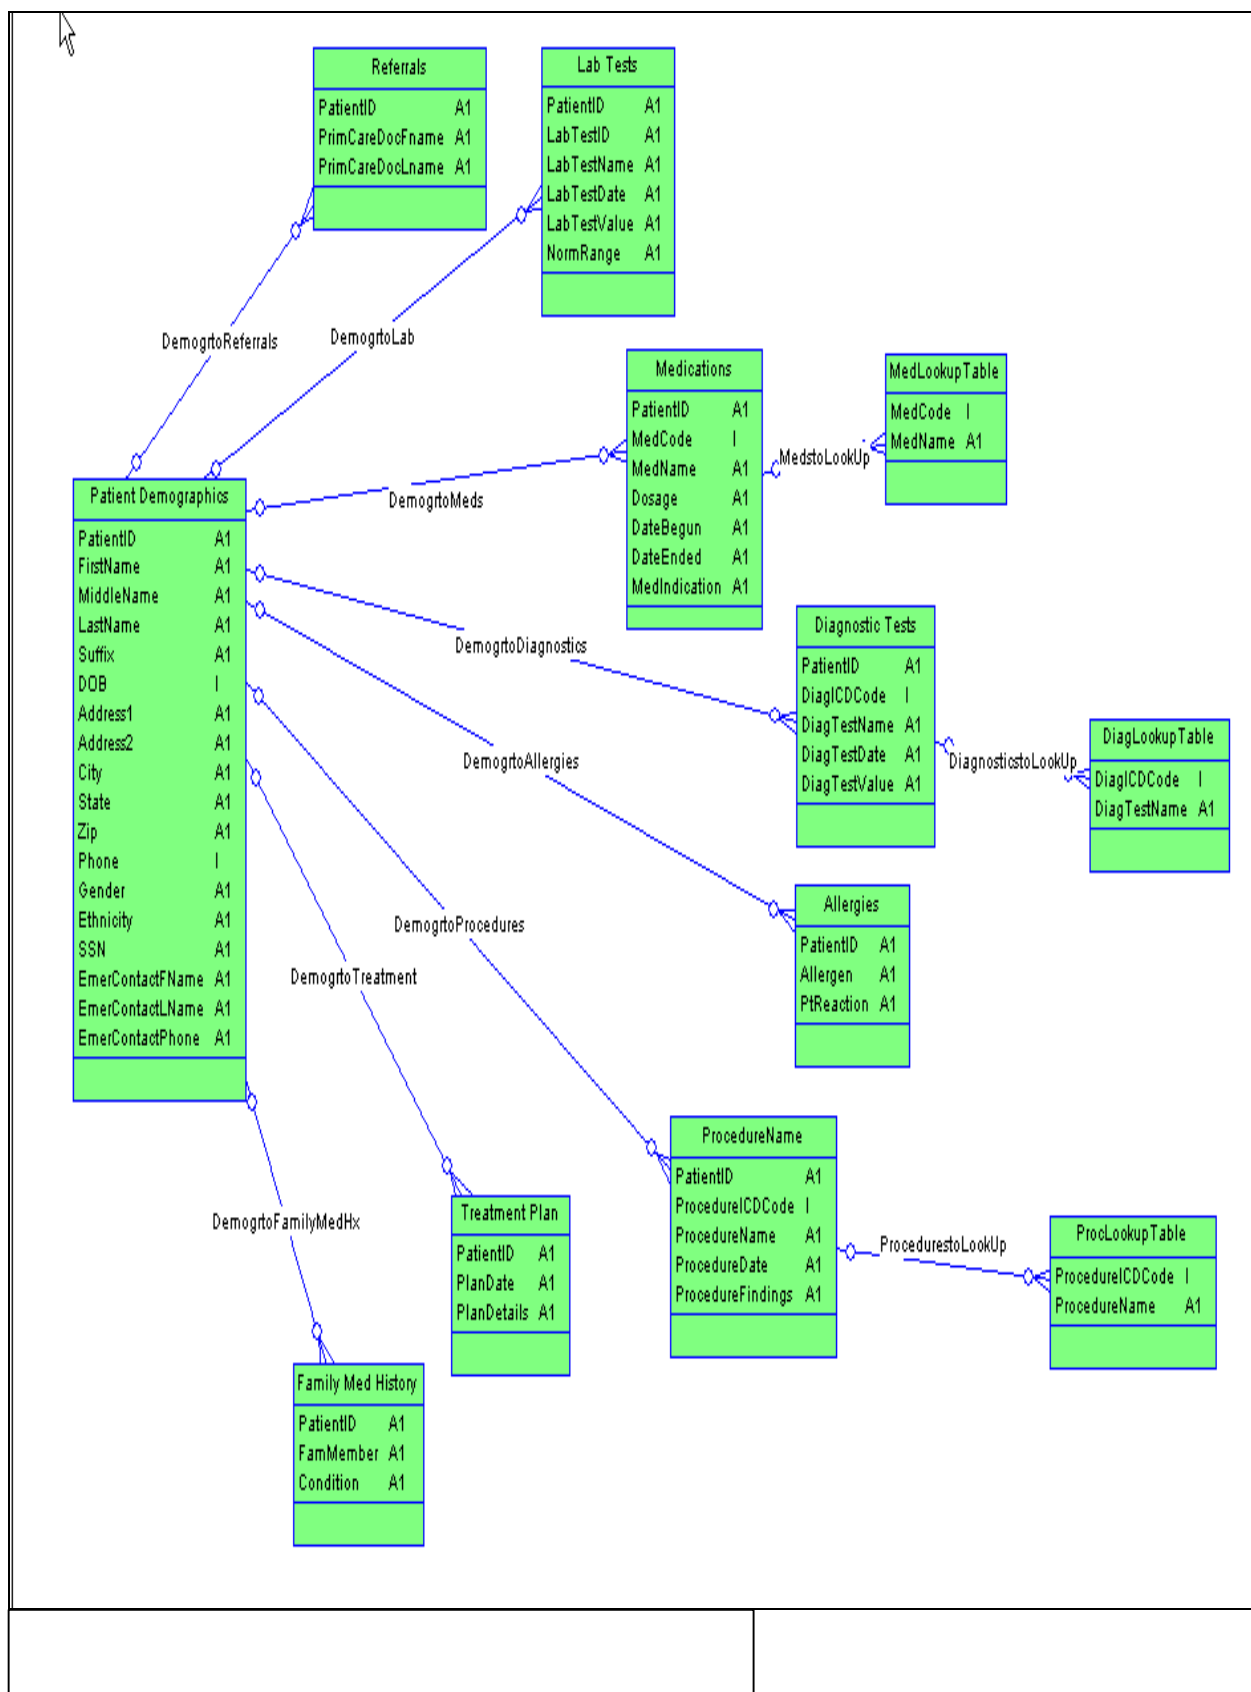 Referrals
PatientID A1
PrimCareDocFname A1
PrimCareDocLname A1
Lab Tests
PatientID A1
LabTestID A1
LabTestName A1
LabTestDate A1
LabTestValue A1
NormRange A1
DemogrtoReferrals
DemogrtoLab
Medications
PatientID A1
MedCode I
MedName A1
Dosage A1
DateBegun A1
DateEnded A1
MedIndication A1
MedLookupTable
MedCode I
MedName A1
MedstoLookUp
DemogrtoMeds
Patient Demographics
PatientID A1
FirstName A1
MiddleName A1
LastName A1
Suffix A1
DOB I
Address1 A1
Address2 A1
City A1
State A1
Zip A1
Phone I
Gender A1
Ethnicity A1
SSN A1
EmerContactFName A1
EmerContactLName A1
EmerContactPhone A1
DemogrtoDiagnostics
Diagnostic Tests
PatientID A1
DiagICDCode I
DiagTestName A1
DiagTestDate A1
DiagTestValue A1
DiagnosticstoLookUp
DiagLookupTable
DiagICDCode I
DiagTestName A1
DemogrtoAllergies
Allergies
PatientID A1
Allergen A1
PtReaction A1
DemogrtoProcedures
DemogrtoTreatment
ProcedureName
PatientID A1
ProcedureICDCode I
ProcedureName A1
ProcedureDate A1
ProcedureFindings A1
ProcedurestoLookUp
ProcLookupTable
ProcedureICDCode I
ProcedureName A1
DemogrtoFamilyMedHx
Treatment Plan
PatientID A1
PlanDate A1
PlanDetails A1
Family Med History
PatientID A1
FamMember A1
Condition A1